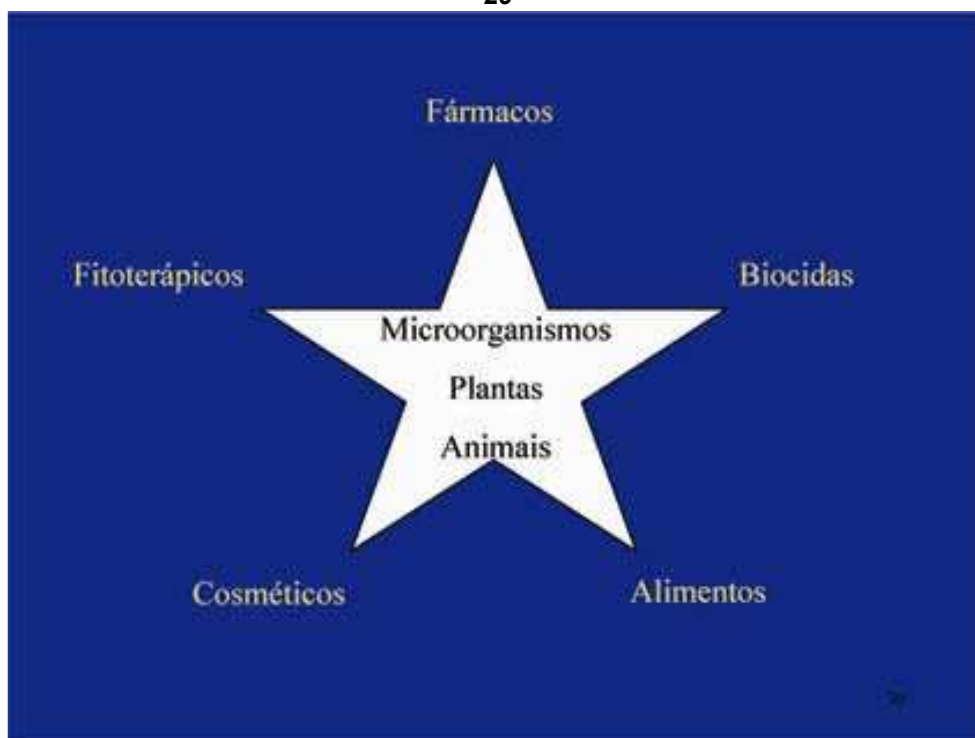 Fármacos
Fitoterápicos
Biocidas
Microorganismos
Plantas
Animais
Cosméticos
Alimentos